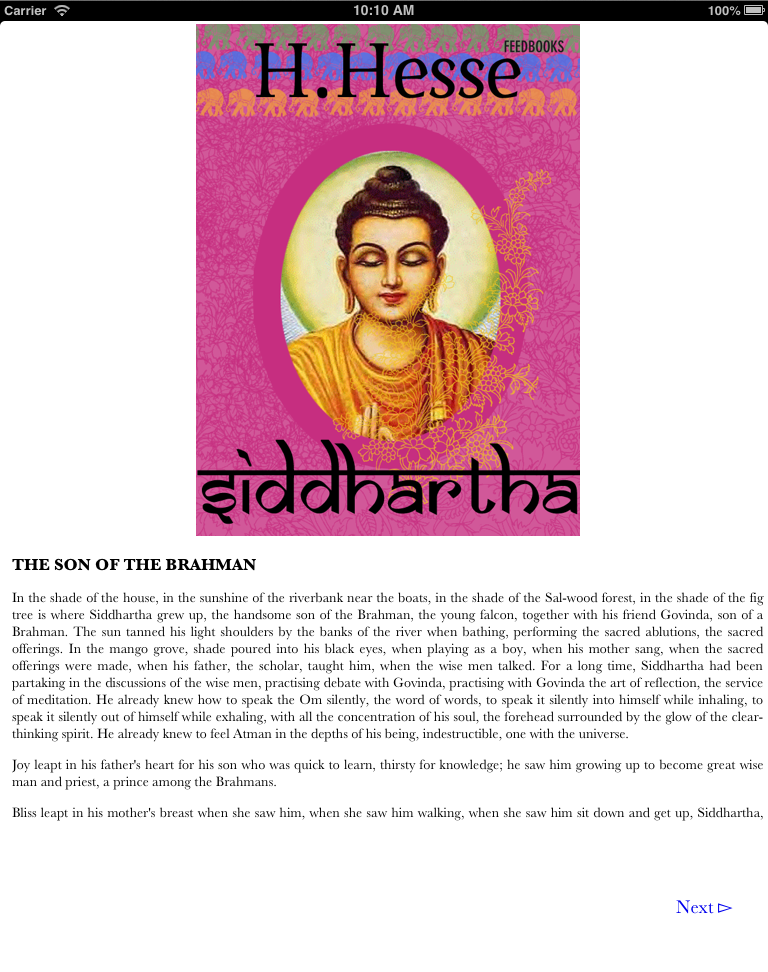 Carrier 10:10 AM 100%
FEEDBOOKS
H.Hesse
siddhartha
THE SON OF THE BRAHMAN
In the shade of the house, in the sunshine of the riverbank near the boats, in the shade of the Sal-wood forest, in the shade of the fig
tree is where Siddhartha grew up, the handsome son of the Brahman, the young falcon, together with his friend Govinda, son of a
Brahman. The sun tanned his light shoulders by the banks of the river when bathing, performing the sacred ablutions, the sacred
offerings. In the mango grove, shade poured into his black eyes, when playing as a boy, when his mother sang, when the sacred
offerings were made, when his father, the scholar, taught him, when the wise men talked. For a long time, Siddhartha had been
partaking in the discussions of the wise men, practising debate with Govinda, practising with Govinda the art of reflection, the service
of meditation. He already knew how to speak the Om silently, the word of words, to speak it silently into himself while inhaling, to
speak it silently out of himself while exhaling, with all the concentration of his soul, the forehead surrounded by the glow of the clear-
thinking spirit. He already knew to feel Atman in the depths of his being, indestructible, one with the universe.
Joy leapt in his father's heart for his son who was quick to learn, thirsty for knowledge; he saw him growing up to become great wise
man and priest, a prince among the Brahmans.
Bliss leapt in his mother's breast when she saw him, when she saw him walking, when she saw him sit down and get up, Siddhartha,
Next